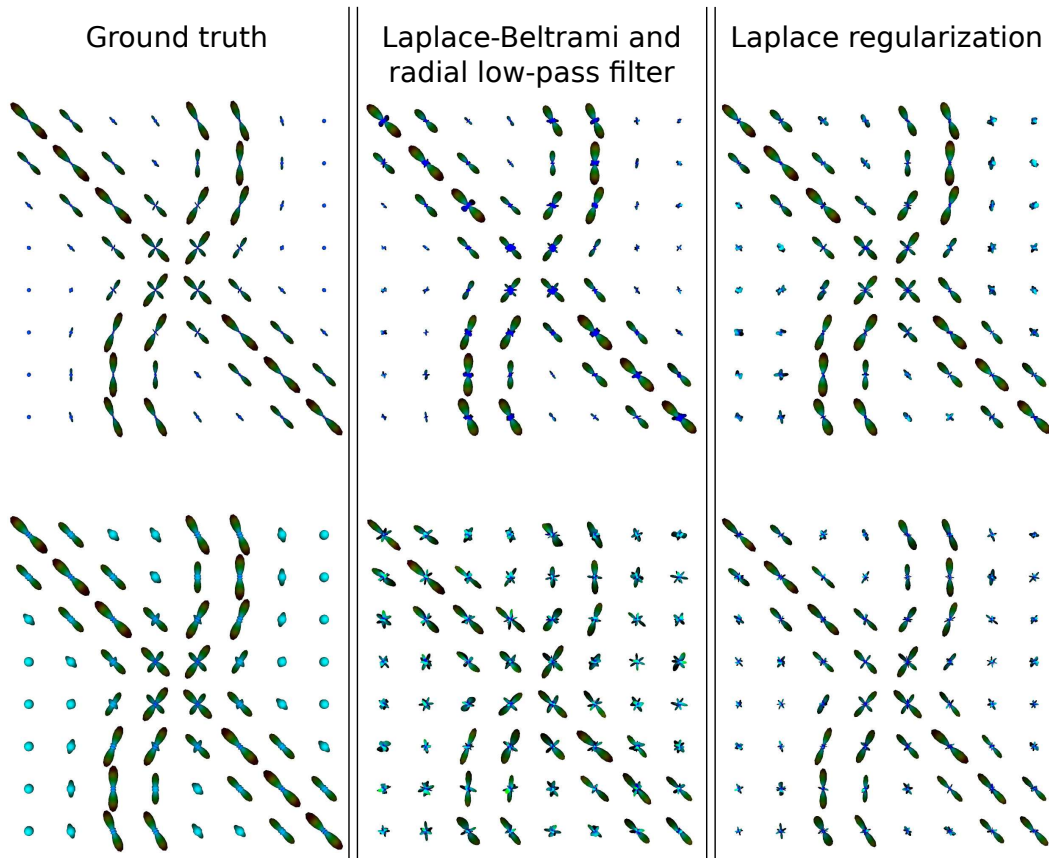 Ground truth
Laplace-Beltrami and
radial low-pass filter
Laplace regularization